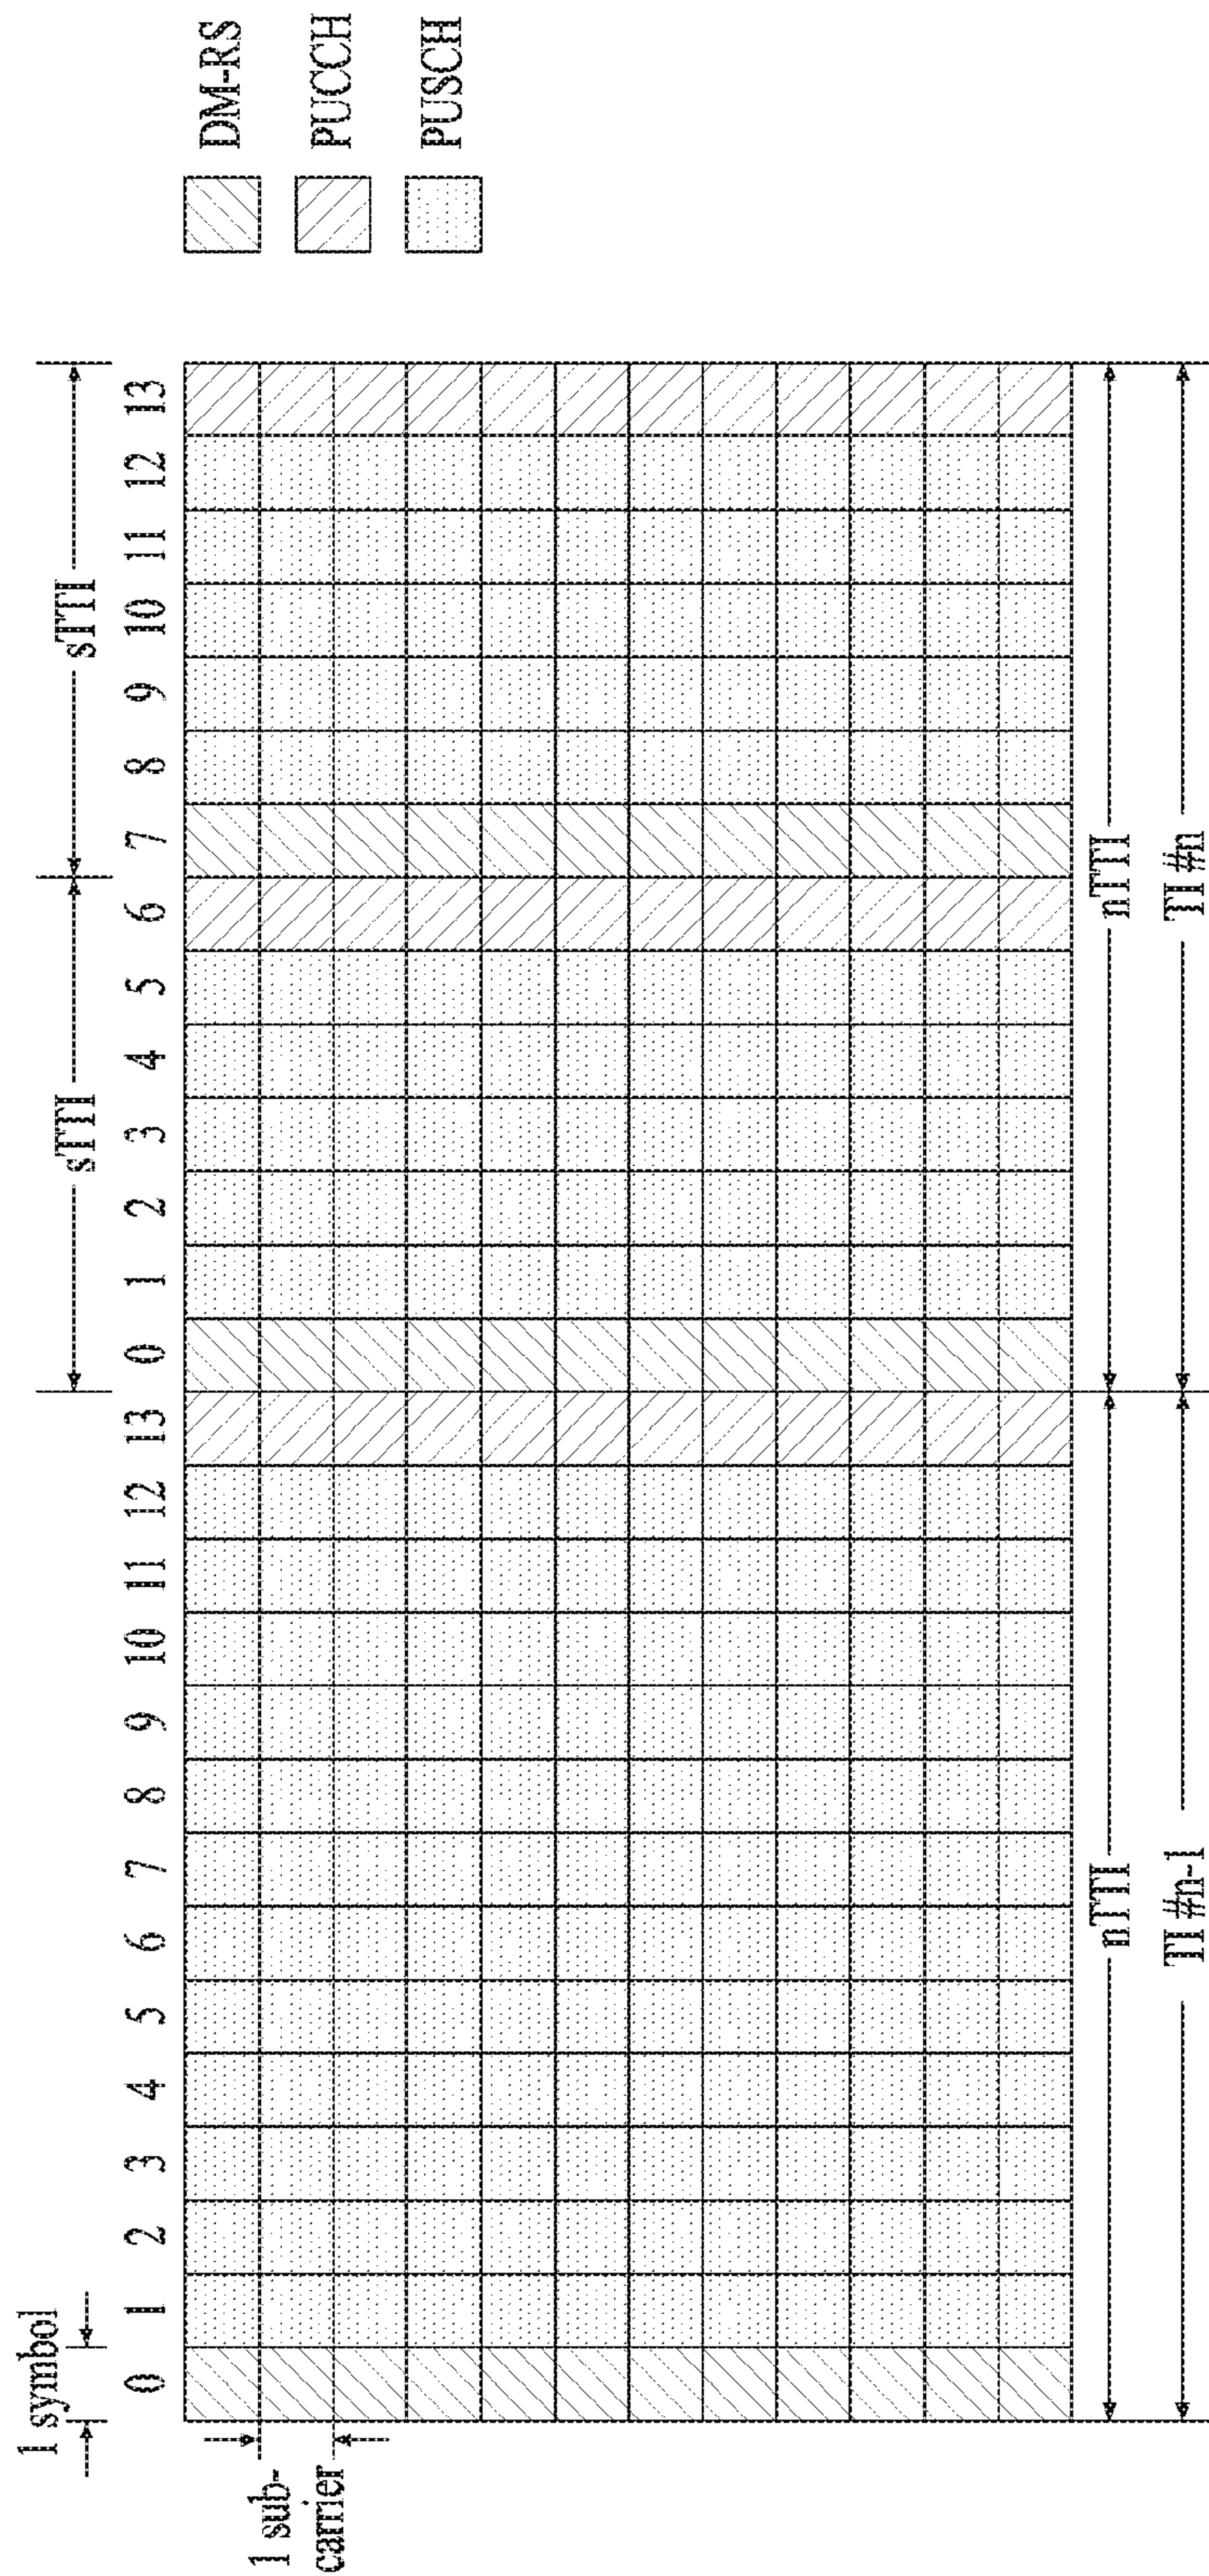 1 symbol
sTTI sTTI
0 1 2 3 4 5 6 7 8 9 10 11 12 13 0 1 2 3 4 5 6 7 8 9 10 11 12 13
1 sub-
carrier
nTTI nTTI
TI #n-1 TI #n
DM-RS
PUCCH
PUSCH